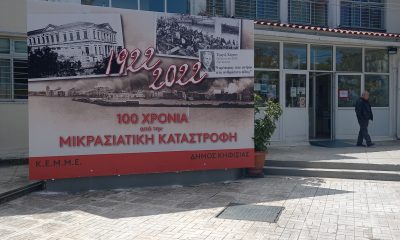 1922
2022
100 ΧΡΟΝΙΑ
από την
ΜΙΚΡΑΣΙΑΤΙΚΗ ΚΑΤΑΣΤΡΟΦΗ
Κ.Ε.Μ.Μ.Ε.
ΔΗΜΟΣ ΚΗΦΙΣΙΑΣ